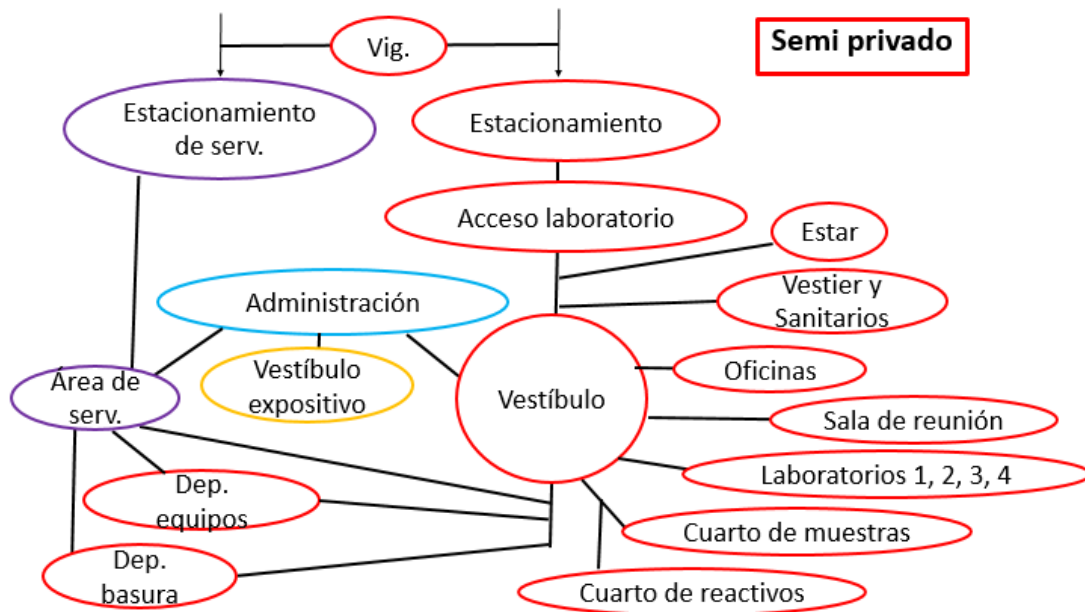 Vig.
Semi privado
Estacionamiento
de serv.
Estacionamiento
Acceso laboratorio
Estar
Administración
Vestier y
Sanitarios
Vestíbulo
expositivo
Vestíbulo
Oficinas
Área de
serv.
Sala de reunión
Laboratorios 1, 2, 3, 4
Dep.
equipos
Cuarto de muestras
Dep.
basura
Cuarto de reactivos